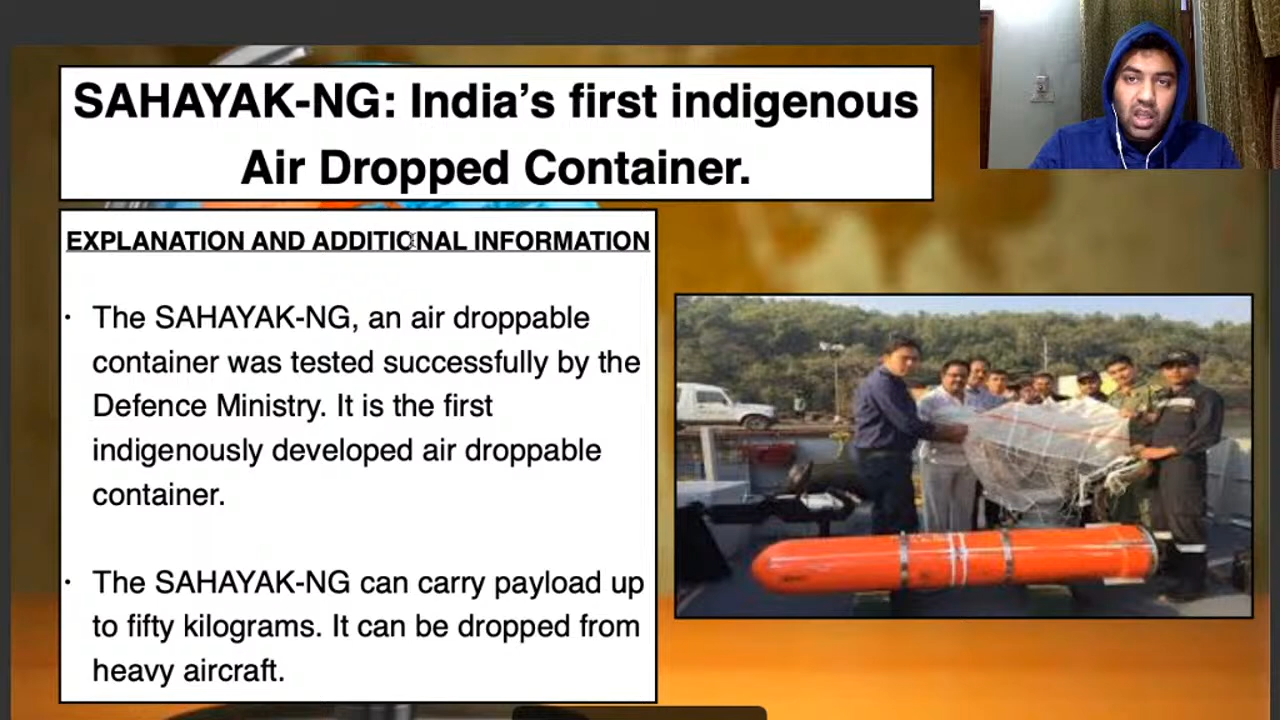 SAHAYAK-NG: India’s first indigenous
Air Dropped Container.
EXPLANATION AND ADDITIONAL INFORMATION
· The SAHAYAK-NG, an air droppable
container was tested successfully by the
Defence Ministry. It is the first
indigenously developed air droppable
container.
· The SAHAYAK-NG can carry payload up
to fifty kilograms. It can be dropped from
heavy aircraft.